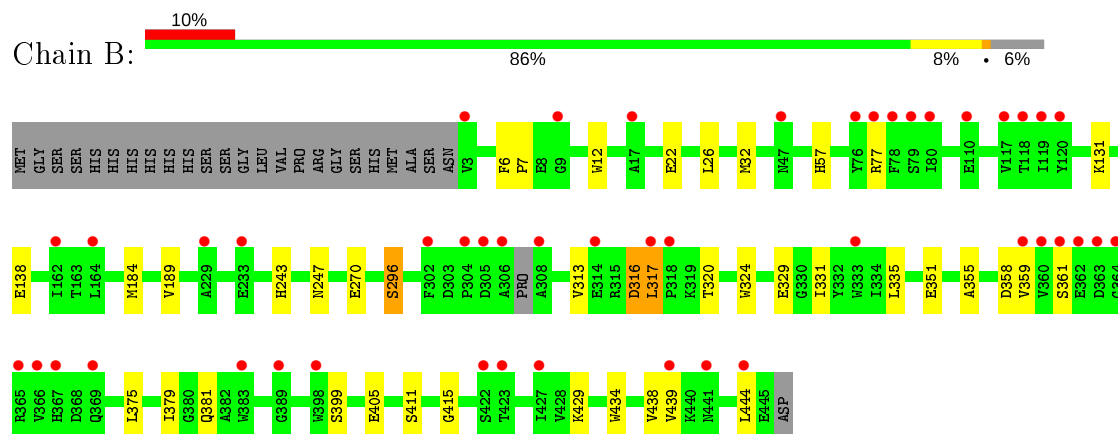 10%
Chain B:
86% 8% • 6%
MET GLY SER SER HIS HIS HIS HIS HIS HIS SER SER GLY LEU VAL PRO ARG GLY SER HIS MET ALA SER ASN V3 F6 P7 E8 G9 W12 A17 E22 L26 M32 N47 H57 Y76 R77 F78 S79 I80 E110 V117 T118 I119 Y120 K131
E138 I162 T163 L164 M184 V189 A229 E233 H243 N247 E270 S296 F302 D303 P304 D305 A306 PRO A308 V313 E314 R315 D316 L317 P318 K319 T320 W324 E329 G330 I331 Y332 W333 I334 L335 E351 A355 D358 V359 V360 S361 E362 D363 G364
R365 V366 H367 D368 Q369 L375 I379 G380 Q381 A382 W383 G389 W398 S399 E405 S411 G415 S422 T423 I427 V428 K429 W434 V438 V439 K440 N441 L444 E445 ASP